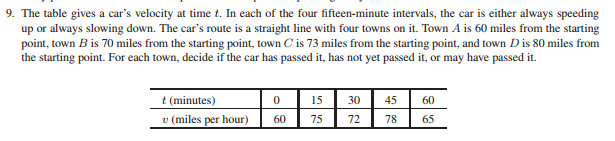 9. The table gives a car's velocity at time t. In each of the four fifteen-minute intervals, the car is either always speeding
up or always slowing down. The car's route is a straight line with four towns on it. Town A is 60 miles from the starting
point, town B is 70 miles from the starting point, town C is 73 miles from the starting point, and town D is 80 miles from
the starting point. For each town, decide if the car has passed it, has not yet passed it, or may have passed it.
t (minutes) 0 15 30 45 60
v (miles per hour) 60 75 72 78 65